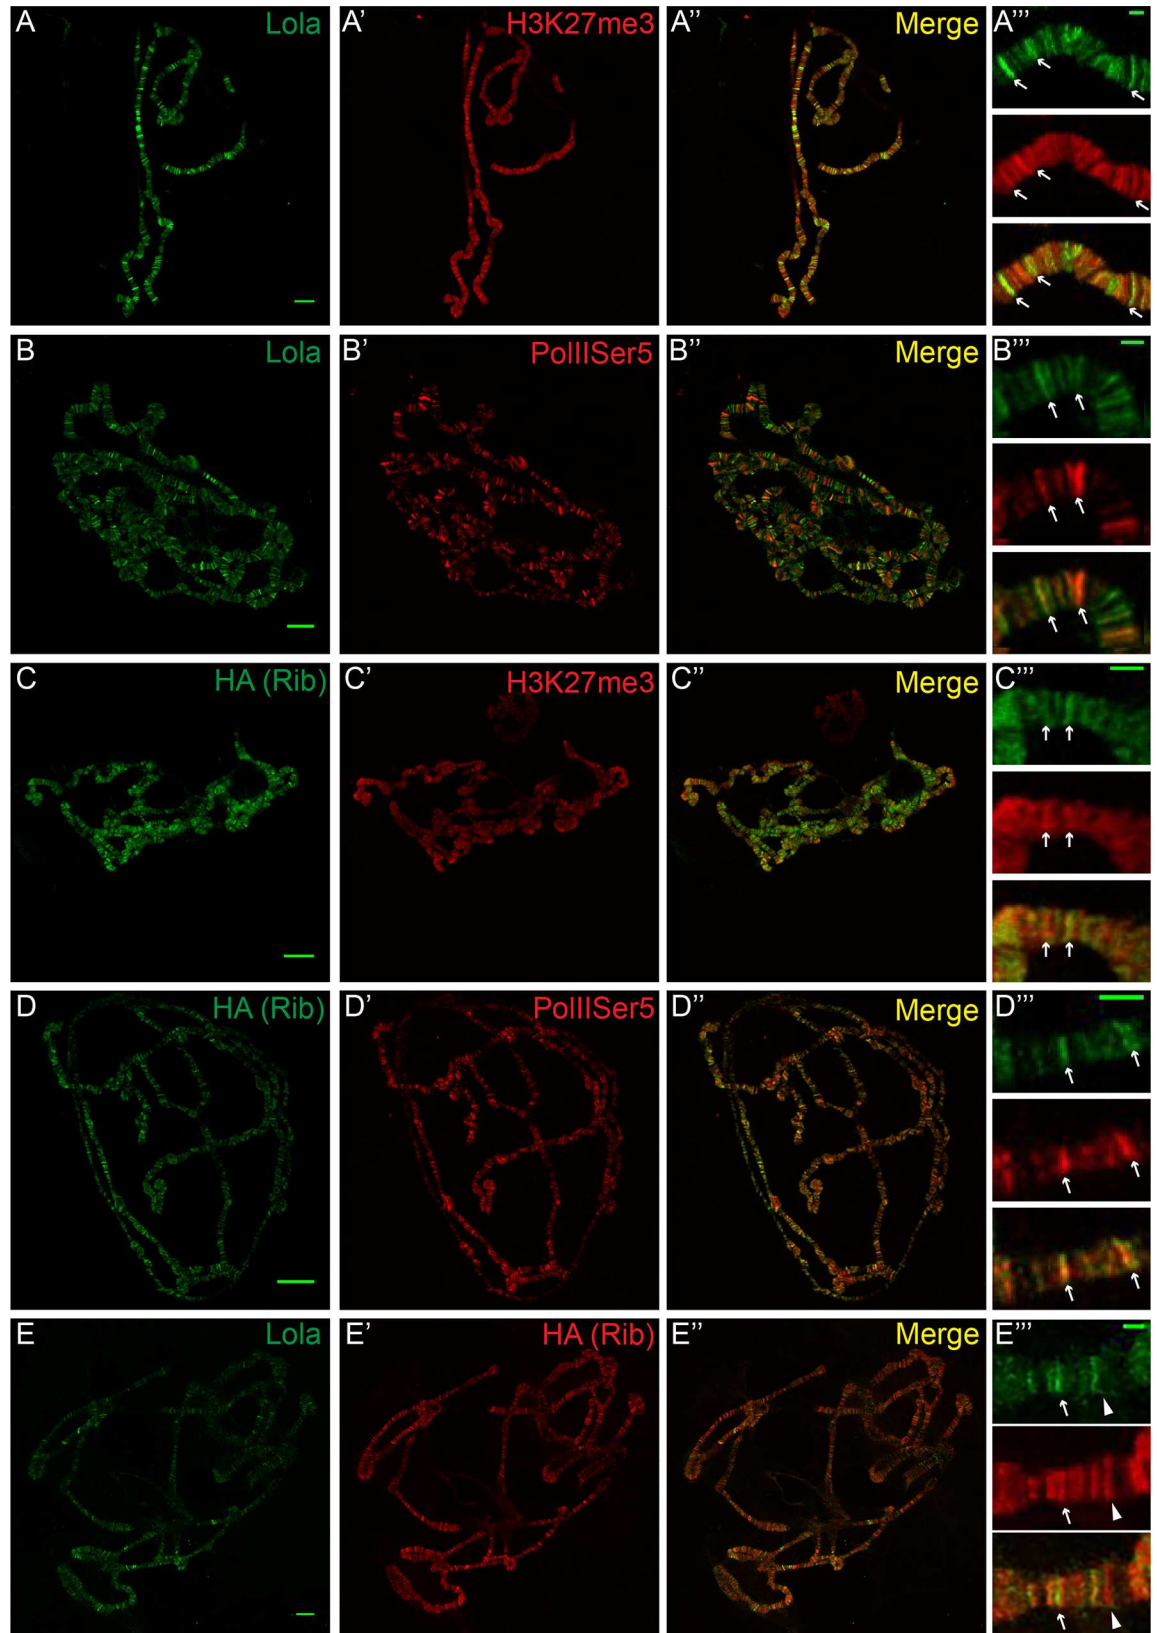 A Lola A' H3K27me3 A'' Merge A'''
B Lola B' PolIISer5 B'' Merge B'''
C HA (Rib) C' H3K27me3 C'' Merge C'''
D HA (Rib) D' PolIISer5 D'' Merge D'''
E Lola E' HA (Rib) E'' Merge E'''